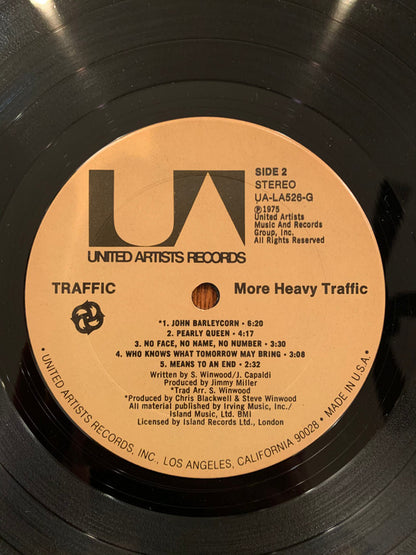 UA
SIDE 2
STEREO
UA-LA526-G
℗1975
United Artists
Music And Records
Group, Inc.
All Rights Reserved
UNITED ARTISTS RECORDS
TRAFFIC
More Heavy Traffic
*1. JOHN BARLEYCORN • 6:20
2. PEARLY QUEEN • 4:17
3. NO FACE, NO NAME, NO NUMBER • 3:30
4. WHO KNOWS WHAT TOMORROW MAY BRING • 3:08
5. MEANS TO AN END • 2:32
Written by S. Winwood/J. Capaldi
Produced by Jimmy Miller
*Trad Arr. S. Winwood
*Produced by Chris Blackwell & Steve Winwood
All material published by Irving Music, Inc./
Island Music, Ltd. BMI
Licensed by Island Records Ltd., London
• UNITED ARTISTS RECORDS, INC., LOS ANGELES, CALIFORNIA 90028 • MADE IN U.S.A. •